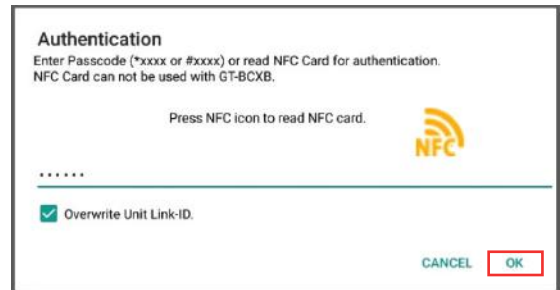 Authentication
Enter Passcode (*xxxx or #xxxx) or read NFC Card for authentication.
NFC Card can not be used with GT-BCXB.
Press NFC icon to read NFC card.
NFC
······
Overwrite Unit Link-ID.
CANCEL OK